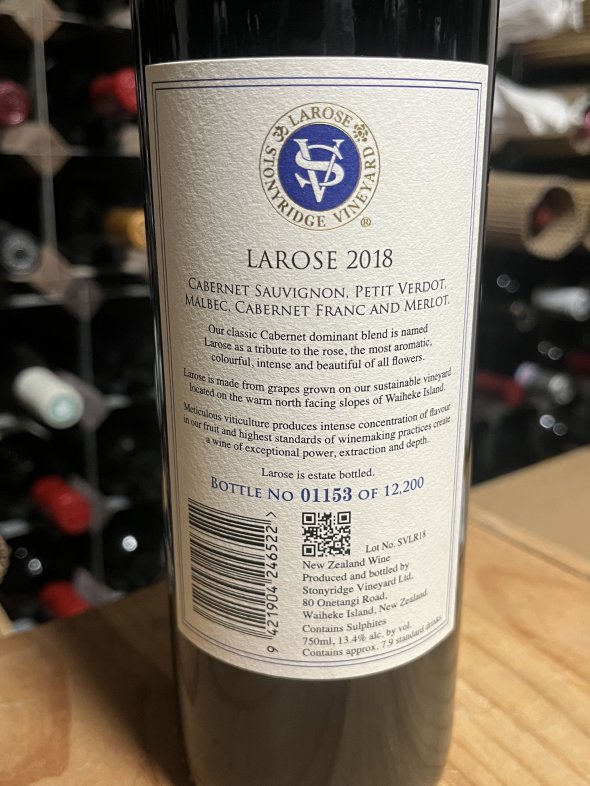 LAROSE
STONYRIDGE VINEYARD
SV
®
LAROSE 2018
CABERNET SAUVIGNON, PETIT VERDOT,
MALBEC, CABERNET FRANC AND MERLOT.
Our classic Cabernet dominant blend is named
Larose as a tribute to the rose, the most aromatic,
colourful, intense and beautiful of all flowers.
Larose is made from grapes grown on our sustainable vineyard
located on the warm north facing slopes of Waiheke Island.
Meticulous viticulture produces intense concentration of flavour
in our fruit and highest standards of winemaking practices create
a wine of exceptional power, extraction and depth.
Larose is estate bottled.
BOTTLE NO 01153 OF 12,200
9 421904 246522 >
Lot No. SVLR18
New Zealand Wine
Produced and bottled by
Stonyridge Vineyard Ltd,
80 Onetangi Road,
Waiheke Island, New Zealand.
Contains Sulphites
750ml, 13.4% alc. by vol.
Contains approx. 7.9 standard drinks